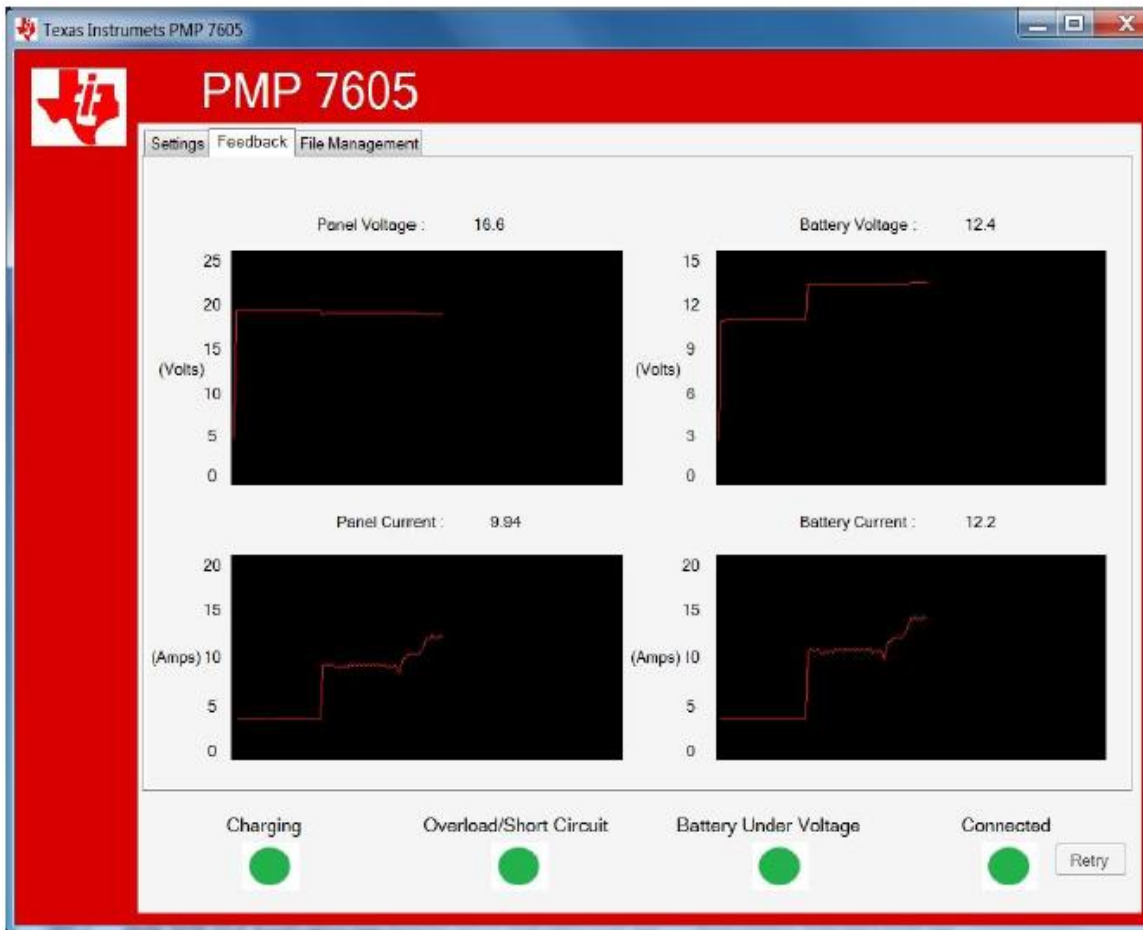 Texas Instrumets PMP 7605
PMP 7605
Settings Feedback File Management
Panel Voltage : 16.6
25
20
15
(Volts)
10
5
0
Battery Voltage : 12.4
15
12
9
(Volts)
6
3
0
Panel Current : 9.94
20
15
(Amps) 10
5
0
Battery Current : 12.2
20
15
(Amps) 10
5
0
Charging Overload/Short Circuit Battery Under Voltage Connected
Retry